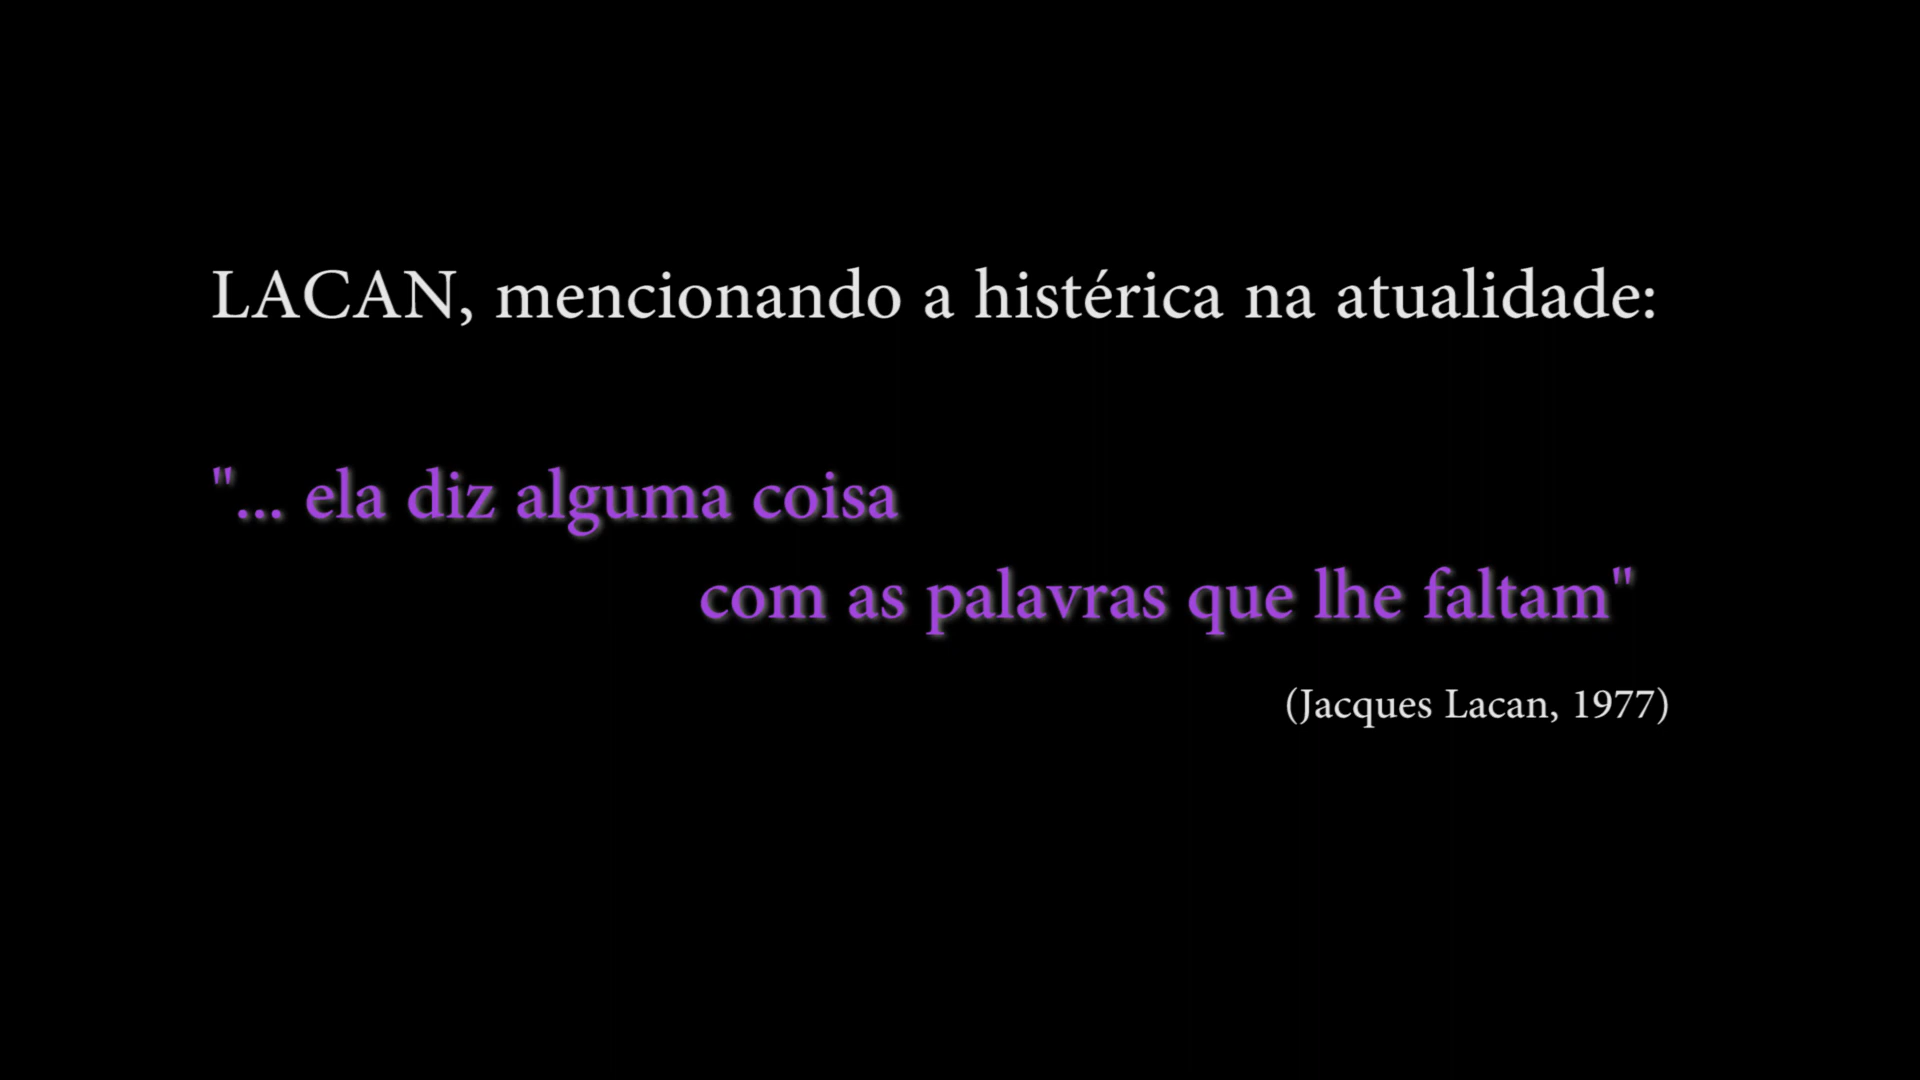 LACAN, mencionando a histérica na atualidade:
"... ela diz alguma coisa
com as palavras que lhe faltam"
(Jacques Lacan, 1977)